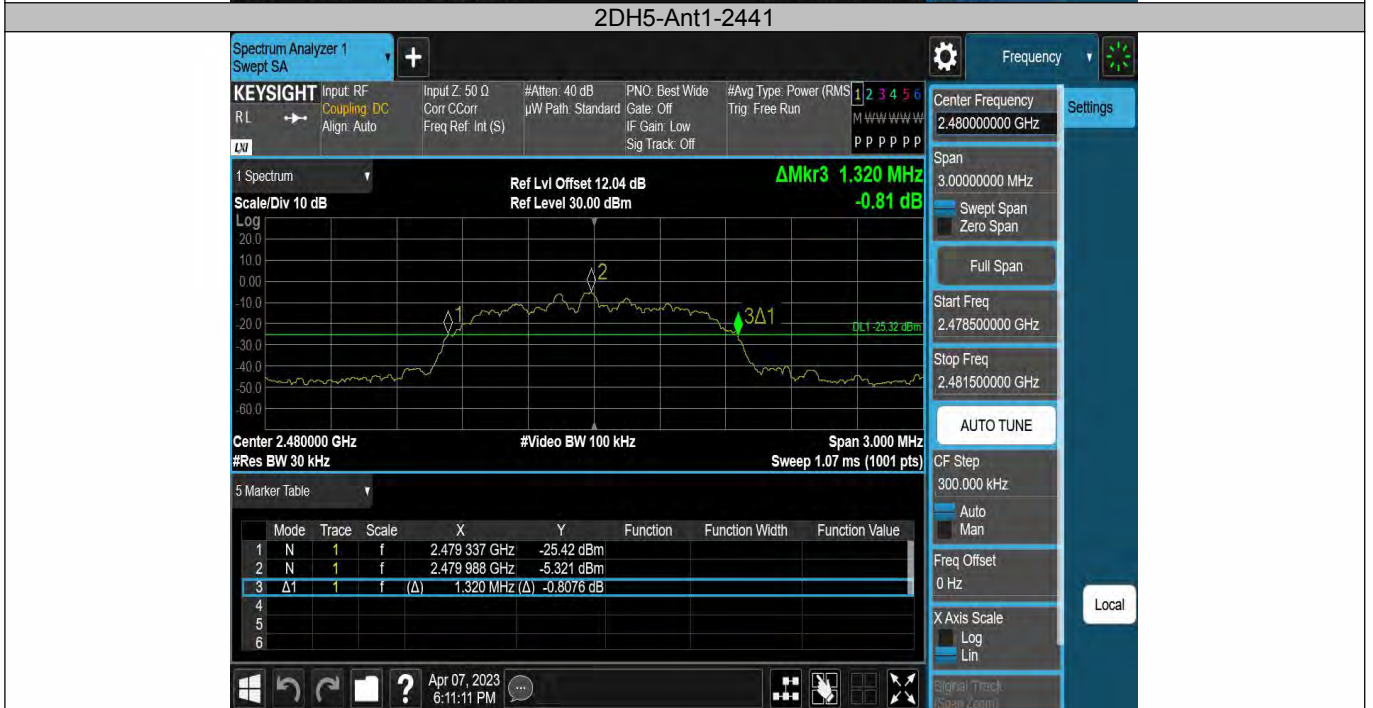 2DH5-Ant1-2441
Spectrum Analyzer 1
Swept SA
+
Frequency
KEYSIGHT
RL
LXI
Input: RF
Coupling: DC
Align: Auto
Input Z: 50 Ω
Corr CCorr
Freq Ref: Int (S)
#Atten: 40 dB
µW Path: Standard
PNO: Best Wide
Gate: Off
IF Gain: Low
Sig Track: Off
#Avg Type: Power (RMS
Trig: Free Run
1 2 3 4 5 6
M W W W W W
P P P P P P
Center Frequency
2.480000000 GHz
Settings
1 Spectrum
Scale/Div 10 dB
Ref Lvl Offset 12.04 dB
Ref Level 30.00 dBm
ΔMkr3 1.320 MHz
-0.81 dB
Span
3.00000000 MHz
Swept Span
Zero Span
Full Span
Start Freq
2.478500000 GHz
Stop Freq
2.481500000 GHz
AUTO TUNE
CF Step
300.000 kHz
Auto
Man
Freq Offset
0 Hz
X Axis Scale
Log
Lin
Signal Track
(Span Zoom)
Local
Log
20.0
10.0
0.00
-10.0
-20.0
-30.0
-40.0
-50.0
-60.0
1
2
3Δ1
DL1 -25.32 dBm
Center 2.480000 GHz
#Video BW 100 kHz
Span 3.000 MHz
#Res BW 30 kHz
Sweep 1.07 ms (1001 pts)
5 Marker Table
Mode Trace Scale X Y Function Function Width Function Value
1 N 1 f 2.479 337 GHz -25.42 dBm
2 N 1 f 2.479 988 GHz -5.321 dBm
3 Δ1 1 f (Δ) 1.320 MHz (Δ) -0.8076 dB
4
5
6
?
Apr 07, 2023
6:11:11 PM